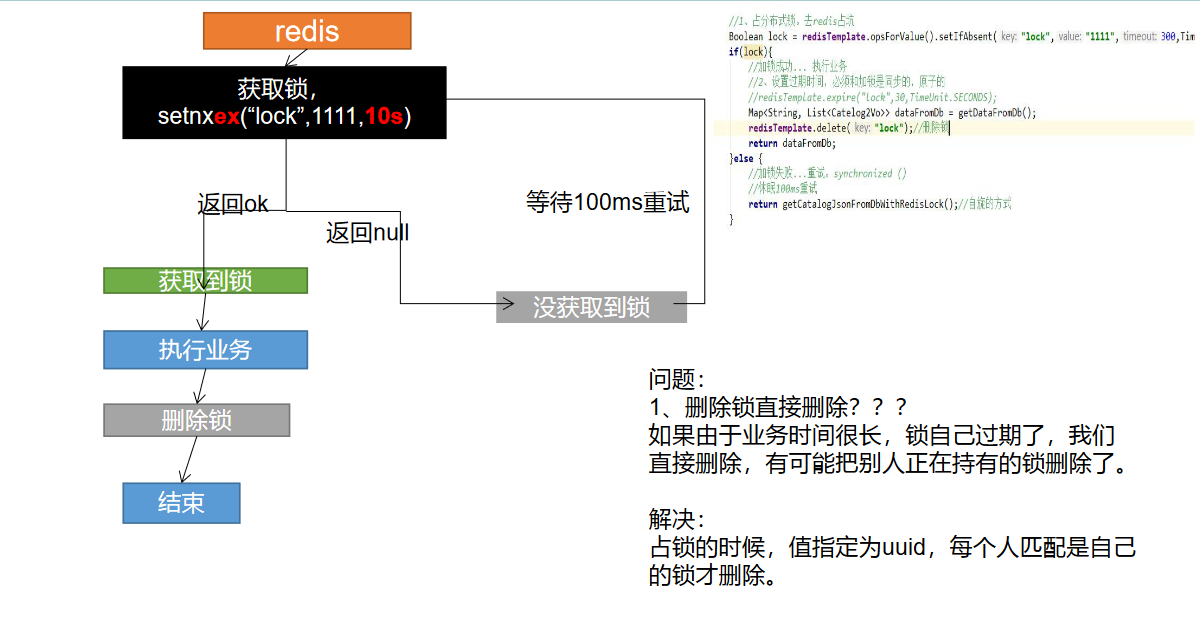 redis
获取锁，
setnxex(“lock”,1111,10s)
返回ok
返回null
等待100ms重试
获取到锁
没获取到锁
执行业务
删除锁
结束
//1、占分布式锁，去redis占坑
Boolean lock = redisTemplate.opsForValue().setIfAbsent( key: "lock", value: "1111", timeout: 300,Tim
if(lock){
//加锁成功... 执行业务
//2、设置过期时间，必须和加锁是同步的，原子的
//redisTemplate.expire("lock",30,TimeUnit.SECONDS);
Map<String, List<Catelog2Vo>> dataFromDb = getDataFromDb();
redisTemplate.delete( key: "lock");//删除锁
return dataFromDb;
}else {
//加锁失败...重试。synchronized ()
//休眠100ms重试
return getCatalogJsonFromDbWithRedisLock();//自旋的方式
}
问题：
1、删除锁直接删除？？？
如果由于业务时间很长，锁自己过期了，我们
直接删除，有可能把别人正在持有的锁删除了。
解决：
占锁的时候，值指定为uuid，每个人匹配是自己
的锁才删除。